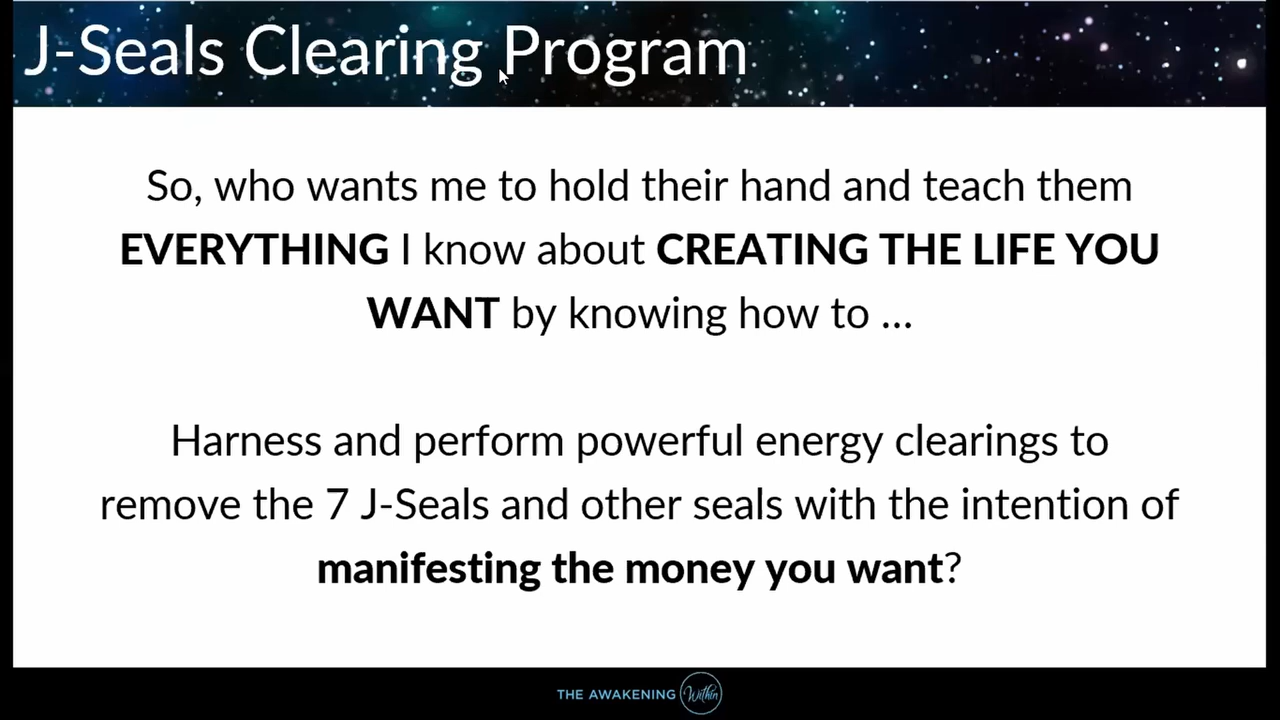 J-Seals Clearing Program
So, who wants me to hold their hand and teach them
EVERYTHING I know about CREATING THE LIFE YOU
WANT by knowing how to ...
Harness and perform powerful energy clearings to
remove the 7 J-Seals and other seals with the intention of
manifesting the money you want?
THE AWAKENING Within